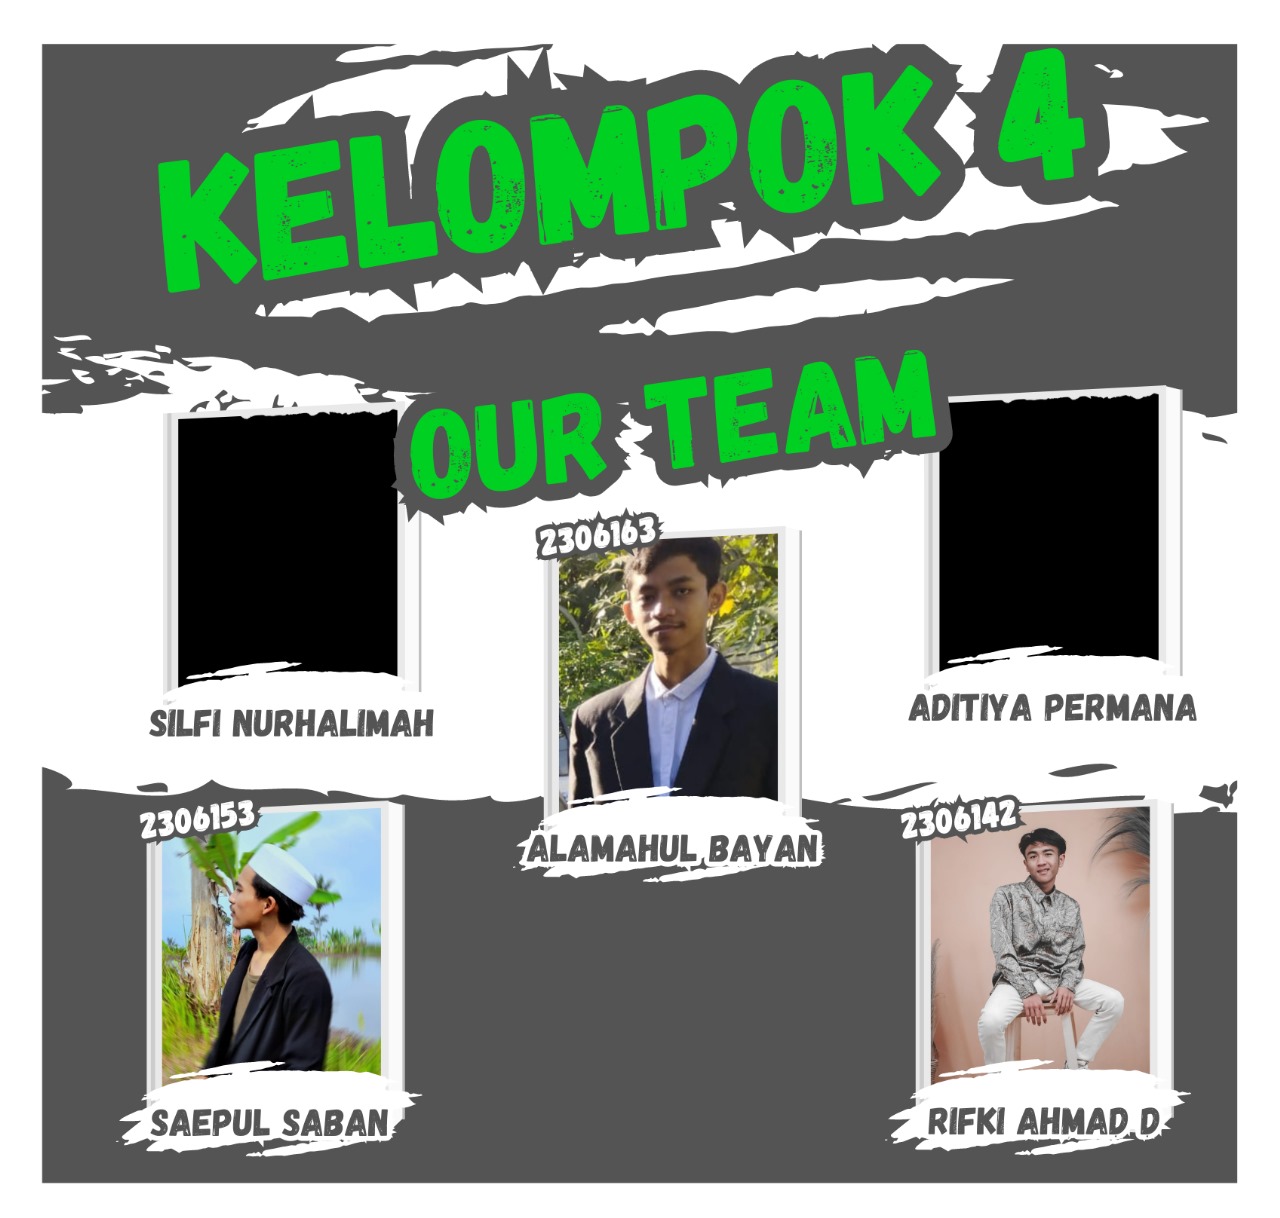 KELOMPOK 4
OUR TEAM
SILFI NURHALIMAH
2306163
ALAMAHUL BAYAN
ADITIYA PERMANA
2306153
SAEPUL SABAN
2306142
RIFKI AHMAD D